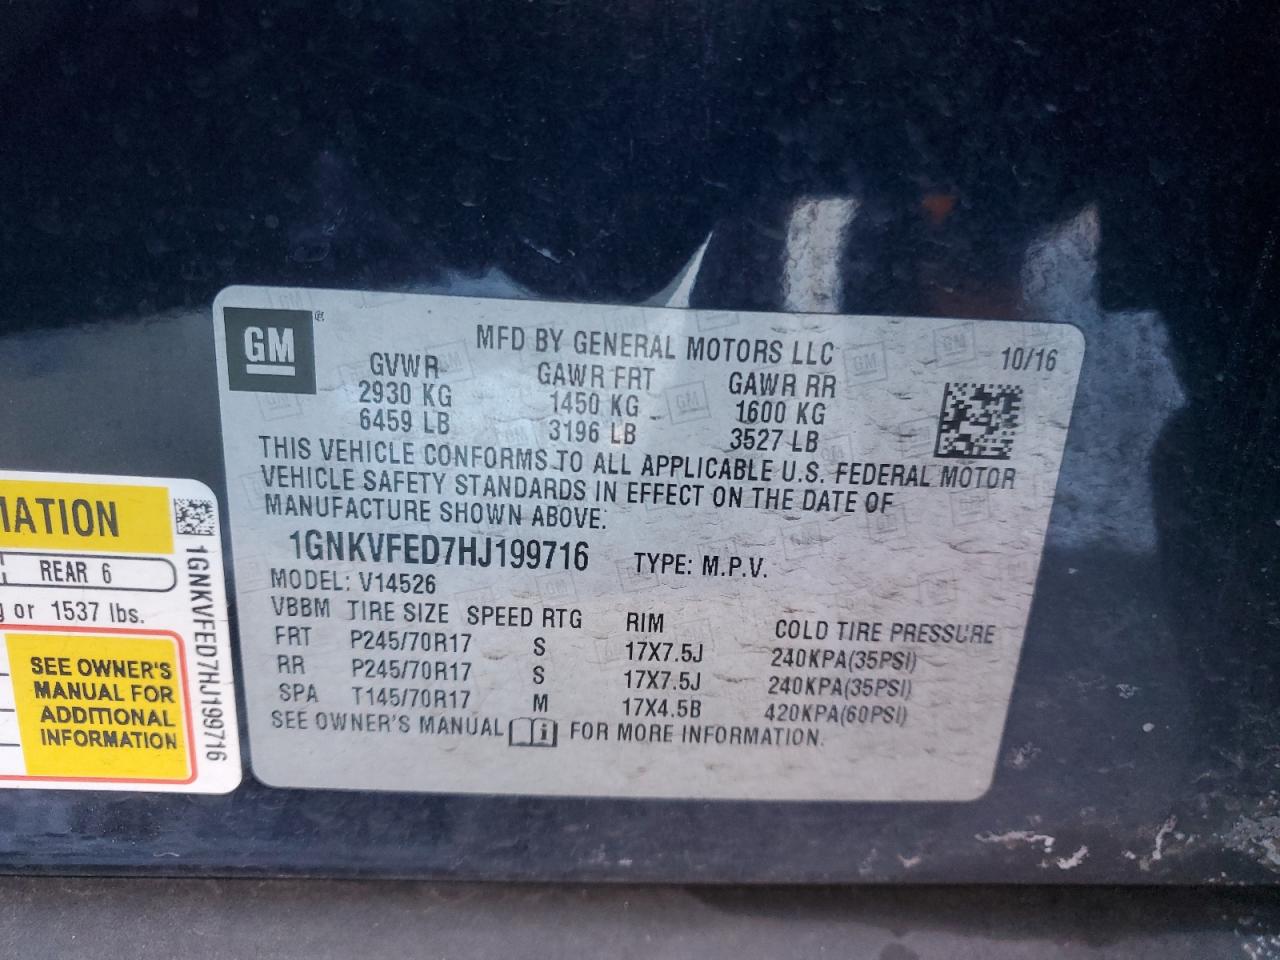 GM
MFD BY GENERAL MOTORS LLC
10/16
GVWR GAWR FRT GAWR RR
2930 KG 1450 KG 1600 KG
6459 LB 3196 LB 3527 LB
THIS VEHICLE CONFORMS TO ALL APPLICABLE U.S. FEDERAL MOTOR
VEHICLE SAFETY STANDARDS IN EFFECT ON THE DATE OF
MANUFACTURE SHOWN ABOVE:
1GNKVFED7HJ199716 TYPE: M.P.V.
MODEL: V14526
VBBM TIRE SIZE SPEED RTG RIM COLD TIRE PRESSURE
FRT P245/70R17 S 17X7.5J 240KPA(35PSI)
RR P245/70R17 S 17X7.5J 240KPA(35PSI)
SPA T145/70R17 M 17X4.5B 420KPA(60PSI)
SEE OWNER'S MANUAL FOR MORE INFORMATION.
MATION
REAR 6
g or 1537 lbs.
SEE OWNER'S
MANUAL FOR
ADDITIONAL
INFORMATION
1GNKVFED7HJ199716